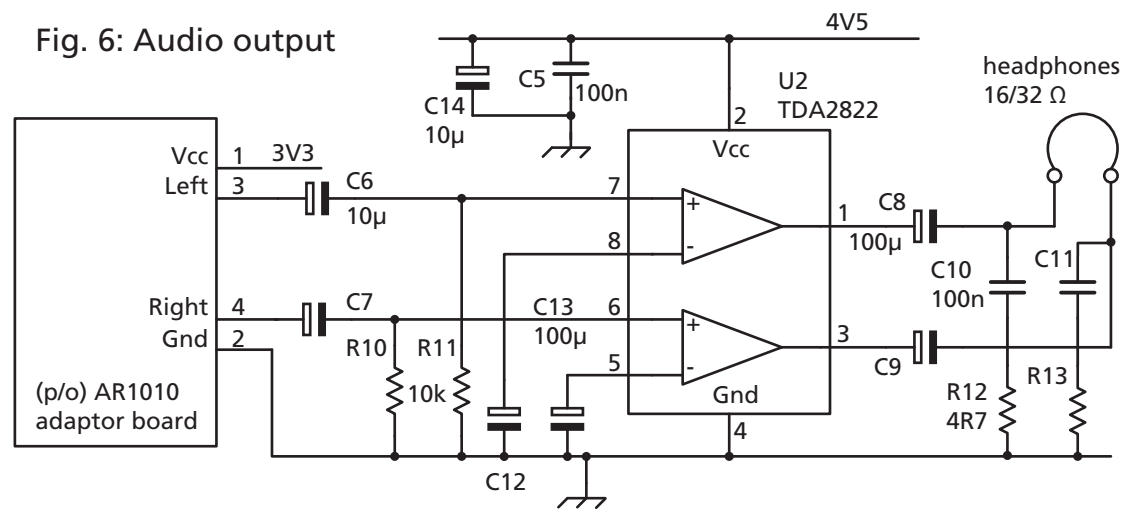 Fig. 6: Audio output
4V5
C14
10µ
C5
100n
U2
TDA2822
headphones
16/32 Ω
2
Vcc
Vcc
1
3V3
Left
3
C6
10µ
7
+
-
8
1
C8
100µ
C10
100n
C11
Right
4
C7
C13
100µ
6
+
-
5
3
C9
Gnd
2
R10
R11
10k
(p/o) AR1010
adaptor board
Gnd
4
R12
4R7
R13
C12